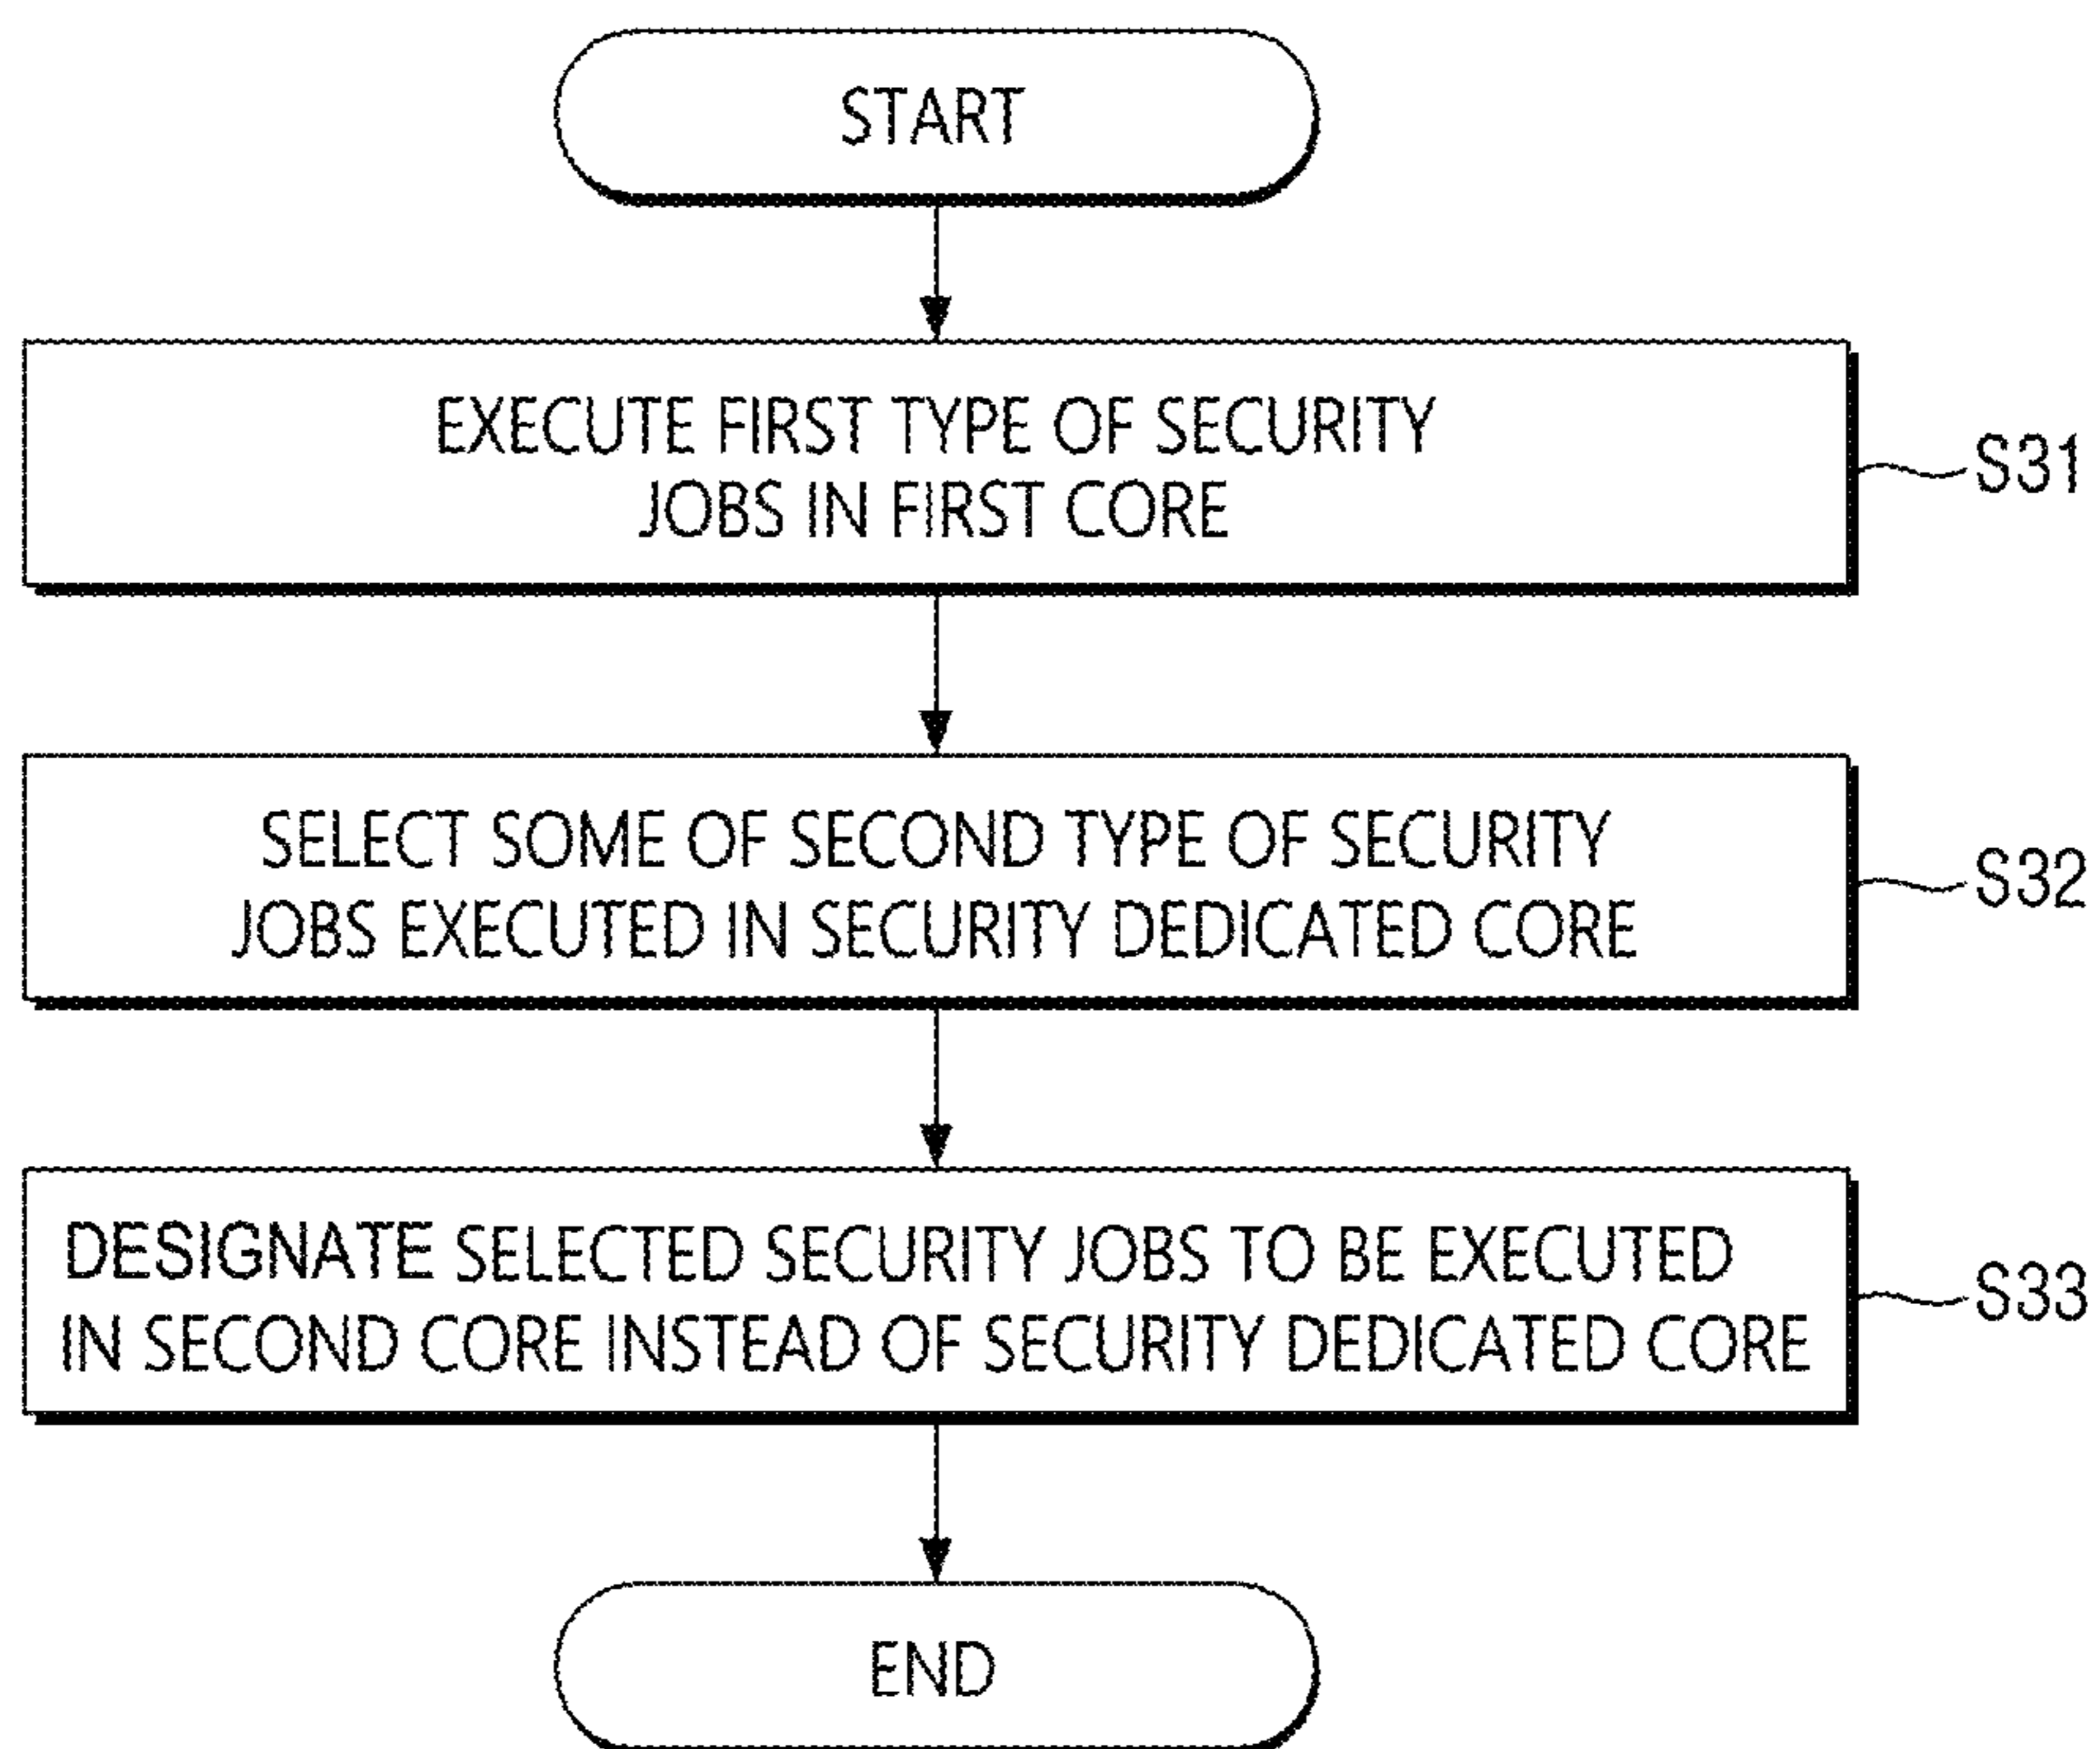 START
EXECUTE FIRST TYPE OF SECURITY
JOBS IN FIRST CORE
S31
SELECT SOME OF SECOND TYPE OF SECURITY
JOBS EXECUTED IN SECURITY DEDICATED CORE
S32
DESIGNATE SELECTED SECURITY JOBS TO BE EXECUTED
IN SECOND CORE INSTEAD OF SECURITY DEDICATED CORE
S33
END